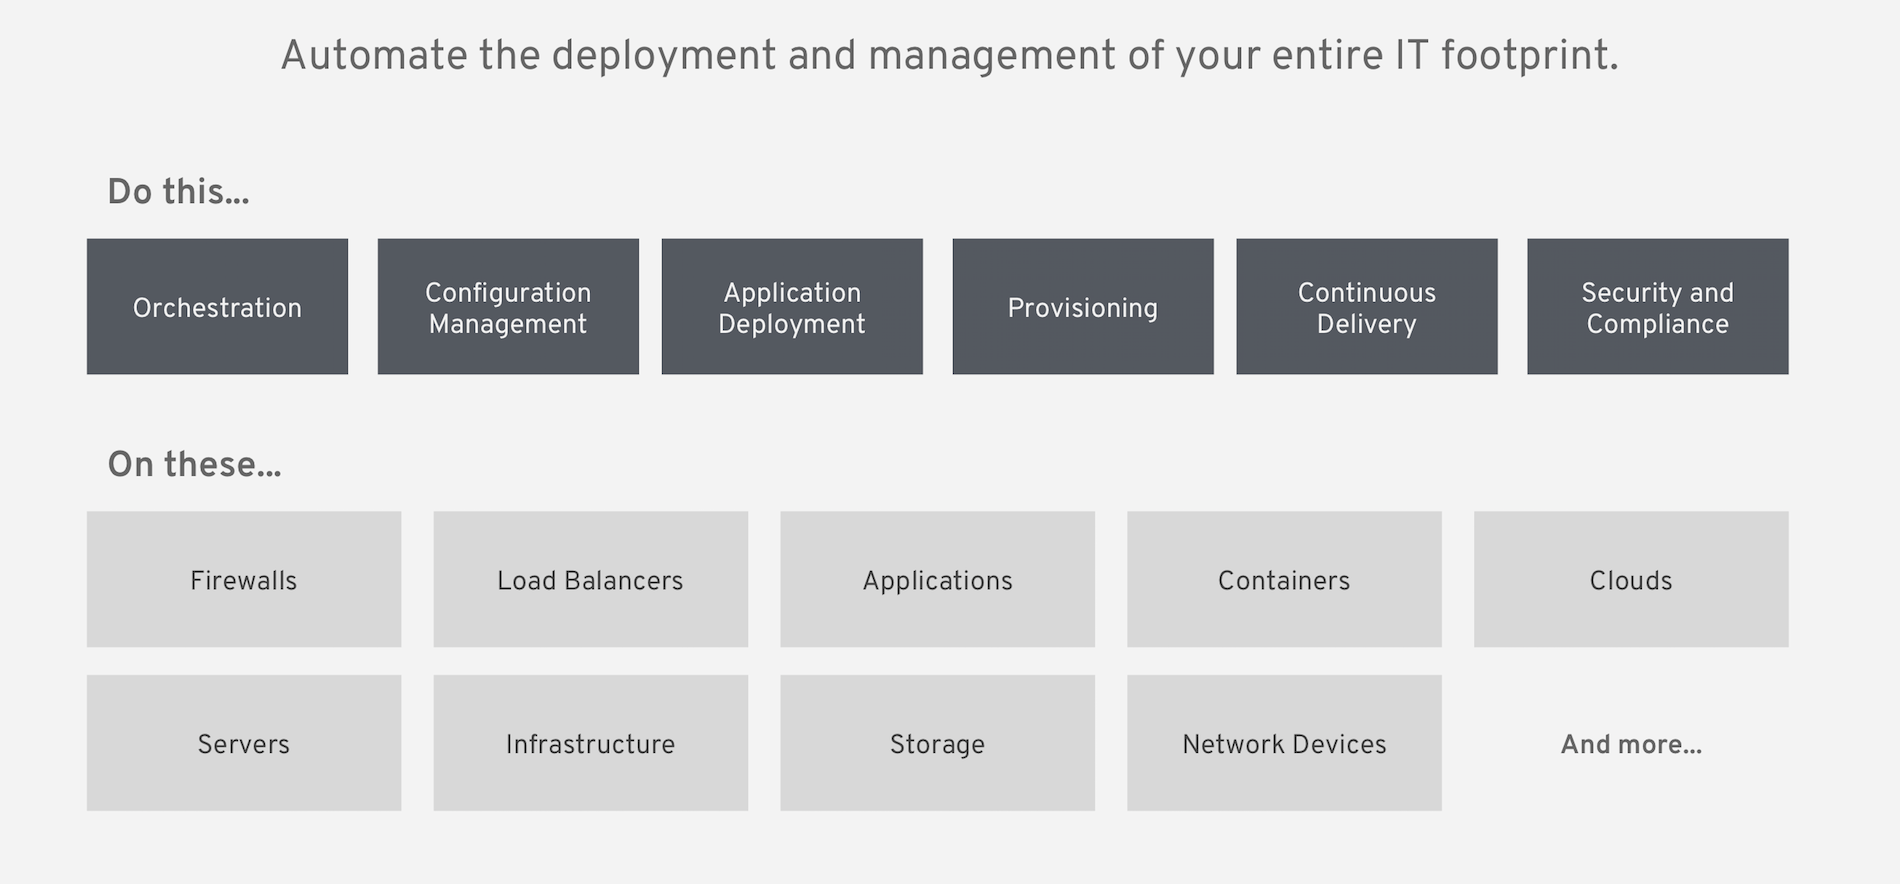 Automate the deployment and management of your entire IT footprint.
Do this...
Orchestration
Configuration
Management
Application
Deployment
Provisioning
Continuous
Delivery
Security and
Compliance
On these...
Firewalls
Load Balancers
Applications
Containers
Clouds
Servers
Infrastructure
Storage
Network Devices
And more...